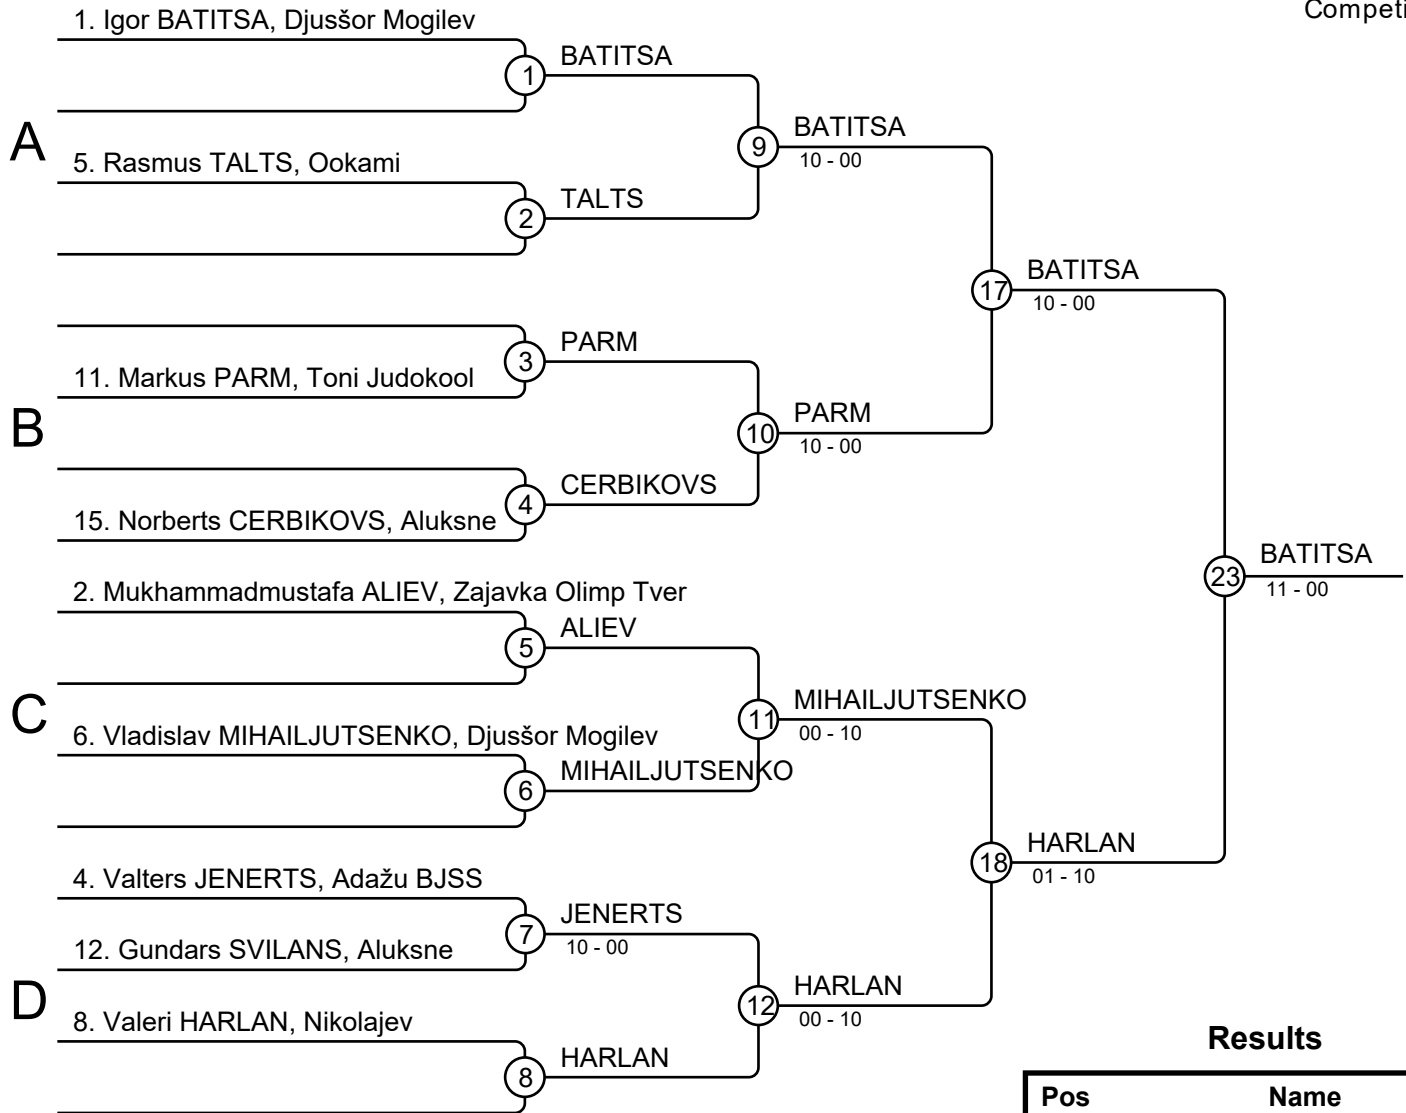 Competi
1. Igor BATITSA, Djusšor Mogilev
1
BATITSA
A
9
BATITSA
10 - 00
5. Rasmus TALTS, Ookami
2
TALTS
17
BATITSA
10 - 00
3
PARM
11. Markus PARM, Toni Judokool
B
10
PARM
10 - 00
4
CERBIKOVS
15. Norberts CERBIKOVS, Aluksne
23
BATITSA
11 - 00
2. Mukhammadmustafa ALIEV, Zajavka Olimp Tver
5
ALIEV
C
11
MIHAILJUTSENKO
00 - 10
6. Vladislav MIHAILJUTSENKO, Djusšor Mogilev
6
MIHAILJUTSENKO
18
HARLAN
01 - 10
4. Valters JENERTS, Adažu BJSS
7
JENERTS
10 - 00
12. Gundars SVILANS, Aluksne
D
12
HARLAN
00 - 10
8. Valeri HARLAN, Nikolajev
8
HARLAN
Results
Pos Name